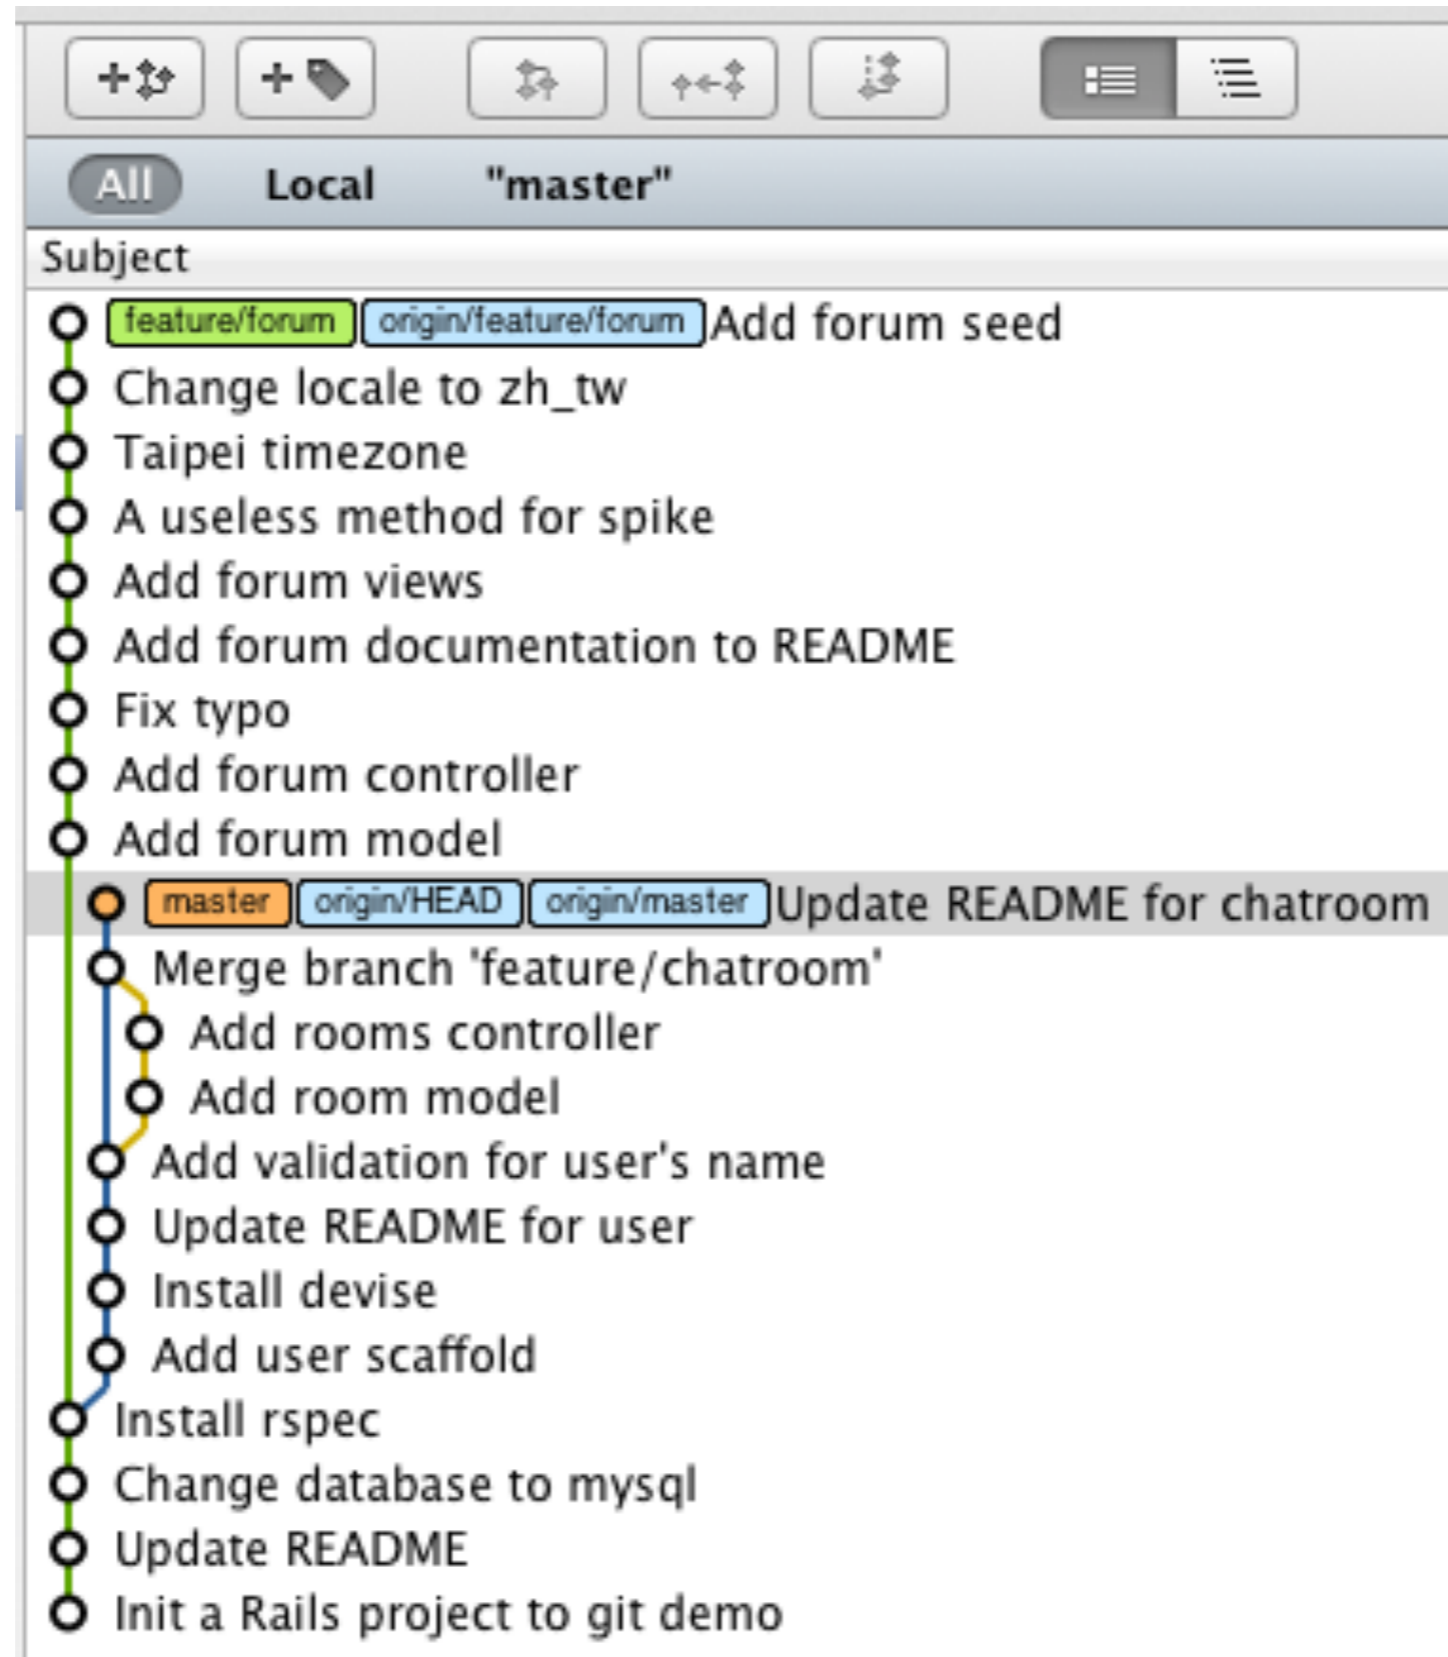 All Local "master"
Subject
feature/forum origin/feature/forum Add forum seed
Change locale to zh_tw
Taipei timezone
A useless method for spike
Add forum views
Add forum documentation to README
Fix typo
Add forum controller
Add forum model
master origin/HEAD origin/master Update README for chatroom
Merge branch 'feature/chatroom'
Add rooms controller
Add room model
Add validation for user's name
Update README for user
Install devise
Add user scaffold
Install rspec
Change database to mysql
Update README
Init a Rails project to git demo